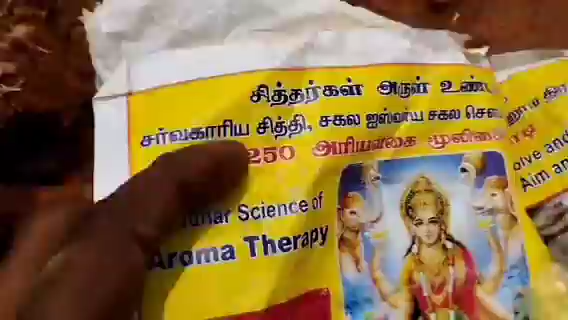 சித்தர்கள் அருள் உண்
சர்வகாரிய சித்தி, சகல ஐஸ்வர்ய சகல சௌ
250 அரியவகை மூலிகை
Science of
Aroma Therapy
olve and
Aim an